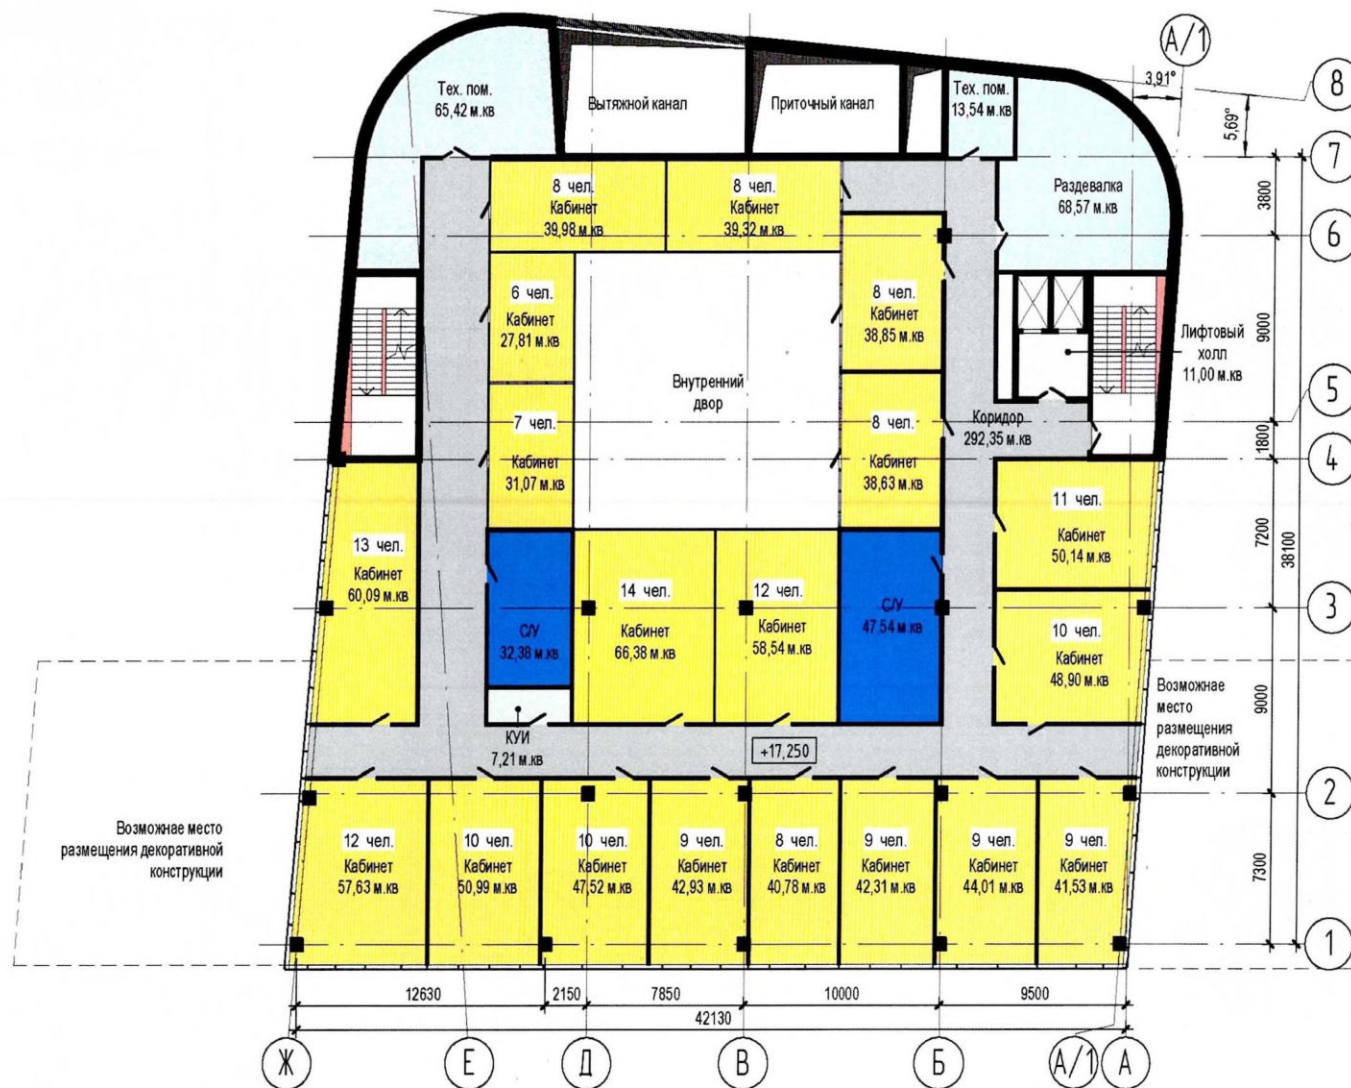 А/1
3,91°
8
5,69°
Тех. пом.
65,42 м.кв
Вытяжной канал
Приточный канал
Тех. пом.
13,54 м.кв
7
3800
8 чел.
Кабинет
39,98 м.кв
8 чел.
Кабинет
39,32 м.кв
Раздевалка
68,57 м.кв
6
6 чел.
Кабинет
27,81 м.кв
8 чел.
Кабинет
38,85 м.кв
9000
Лифтовый
холл
11,00 м.кв
Внутренний
двор
5
7 чел.
Кабинет
31,07 м.кв
8 чел.
Кабинет
38,63 м.кв
Коридор
292,35 м.кв
1800
4
13 чел.
Кабинет
60,09 м.кв
11 чел.
Кабинет
50,14 м.кв
7200
38100
14 чел.
Кабинет
66,38 м.кв
12 чел.
Кабинет
58,54 м.кв
С/У
32,38 м.кв
С/У
47,54 м.кв
3
10 чел.
Кабинет
48,90 м.кв
Возможнае
место
размещения
декоративной
конструкции
9000
КУИ
7,21 м.кв
+17,250
2
Возможнае место
размещения декоративной
конструкции
12 чел.
Кабинет
57,63 м.кв
10 чел.
Кабинет
50,99 м.кв
10 чел.
Кабинет
47,52 м.кв
9 чел.
Кабинет
42,93 м.кв
8 чел.
Кабинет
40,78 м.кв
9 чел.
Кабинет
42,31 м.кв
9 чел.
Кабинет
44,01 м.кв
9 чел.
Кабинет
41,53 м.кв
7300
1
12630
2150
7850
10000
9500
42130
Ж
Е
Д
В
Б
А/1
А